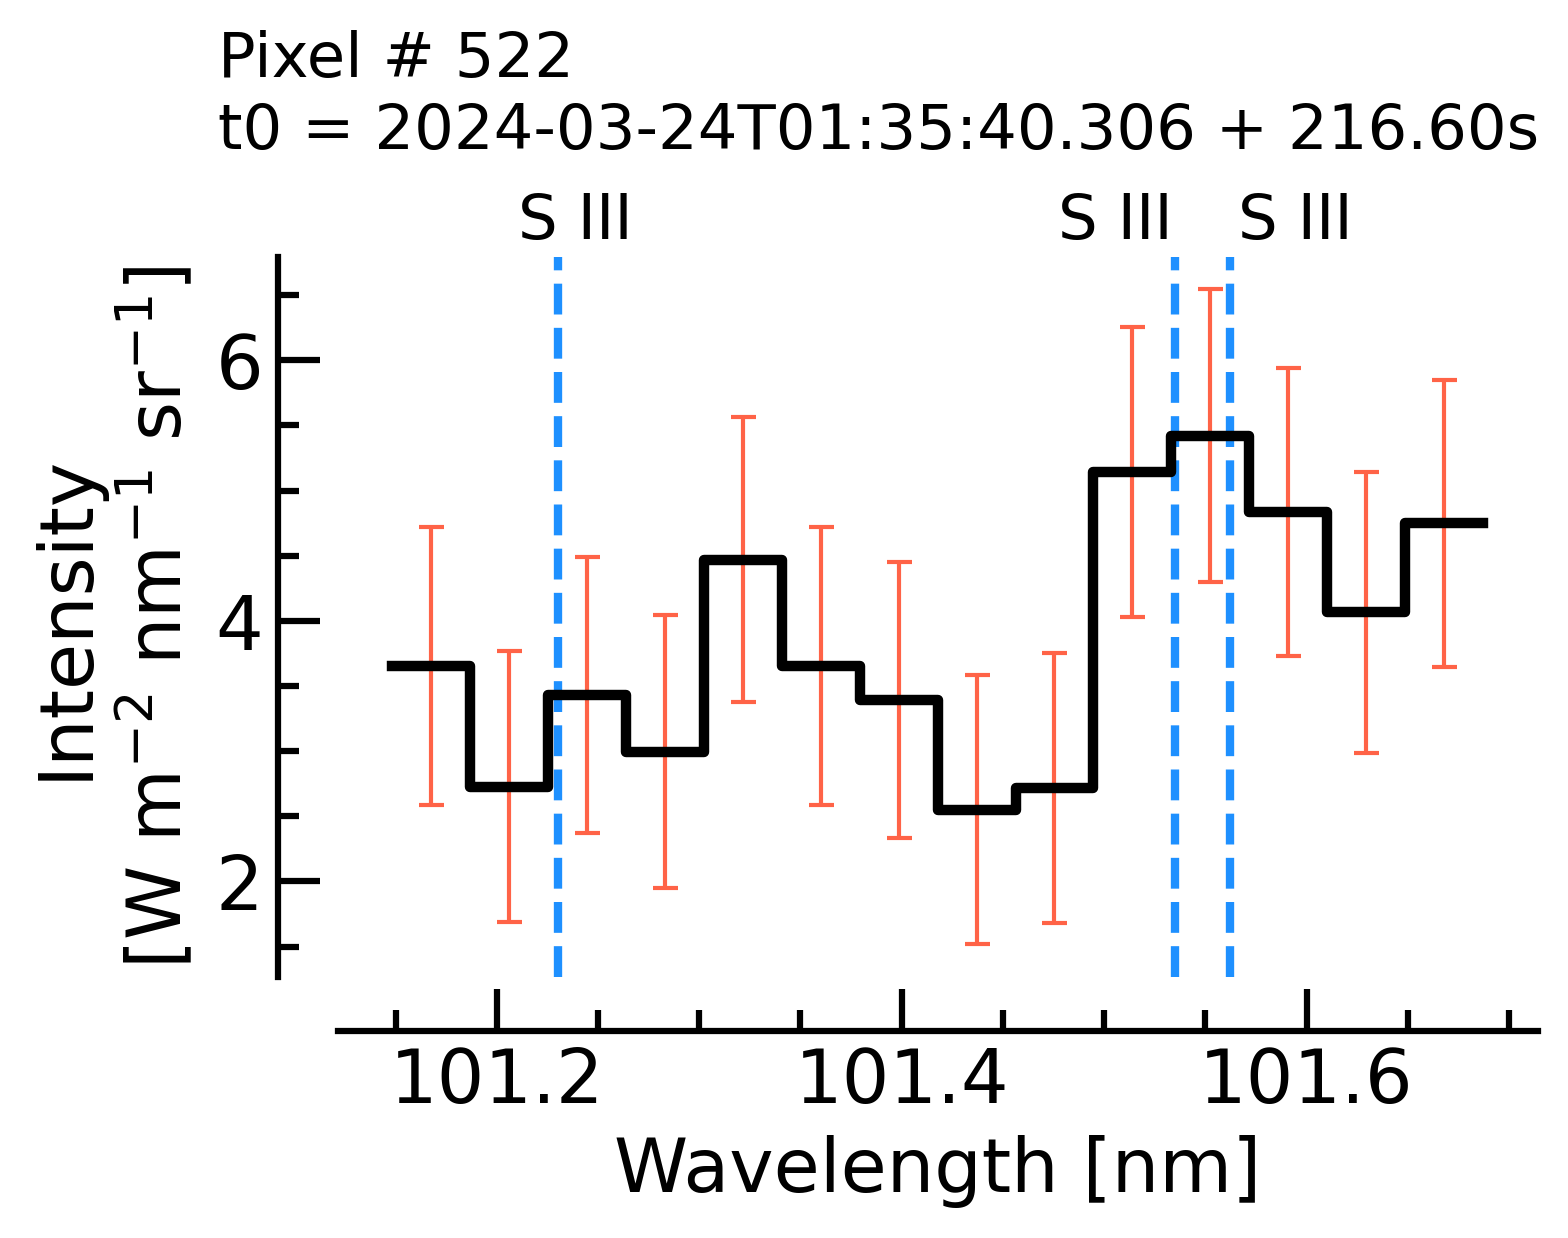 Pixel # 522
t0 = 2024-03-24T01:35:40.306 + 216.60s
S III S III S III
Intensity
[W m⁻² nm⁻¹ sr⁻¹]
6
4
2
101.2 101.4 101.6
Wavelength [nm]